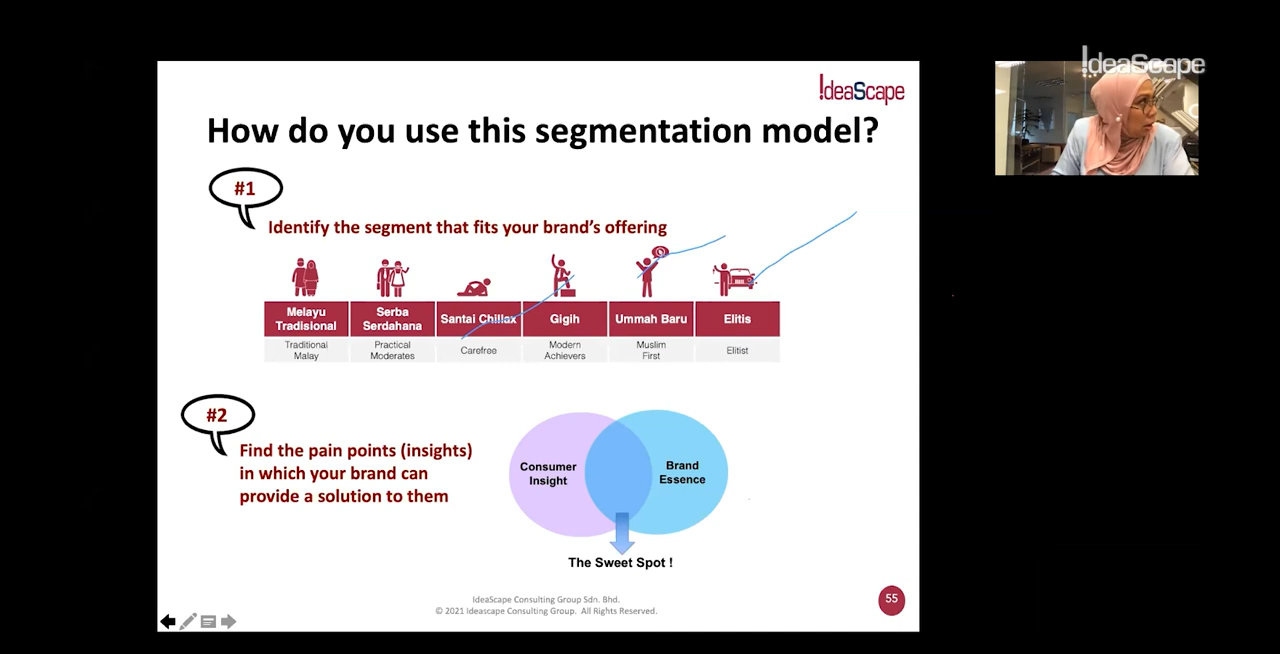 !deaScape
!deaScape
How do you use this segmentation model?
#1
Identify the segment that fits your brand's offering
Melayu Tradisional
Serba Serdahana
Santai Chillax
Gigih
Ummah Baru
Elitis
Traditional Malay
Practical Moderates
Carefree
Modern Achievers
Muslim First
Elitist
#2
Find the pain points (insights)
in which your brand can
provide a solution to them
Consumer
Insight
Brand
Essence
The Sweet Spot !
IdeaScape Consulting Group Sdn. Bhd.
© 2021 Ideascape Consulting Group. All Rights Reserved.
55